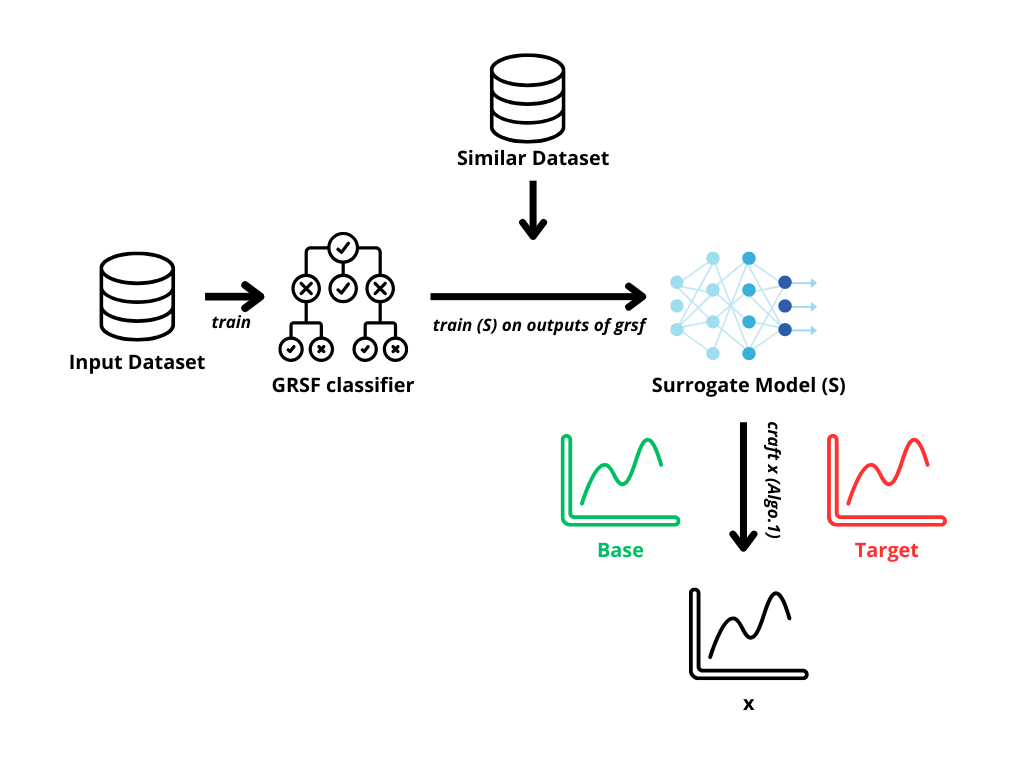 Similar Dataset
train
train (S) on outputs of grsf
Input Dataset
GRSF classifier
Surrogate Model (S)
craft x (Algo.1)
Base
Target
x